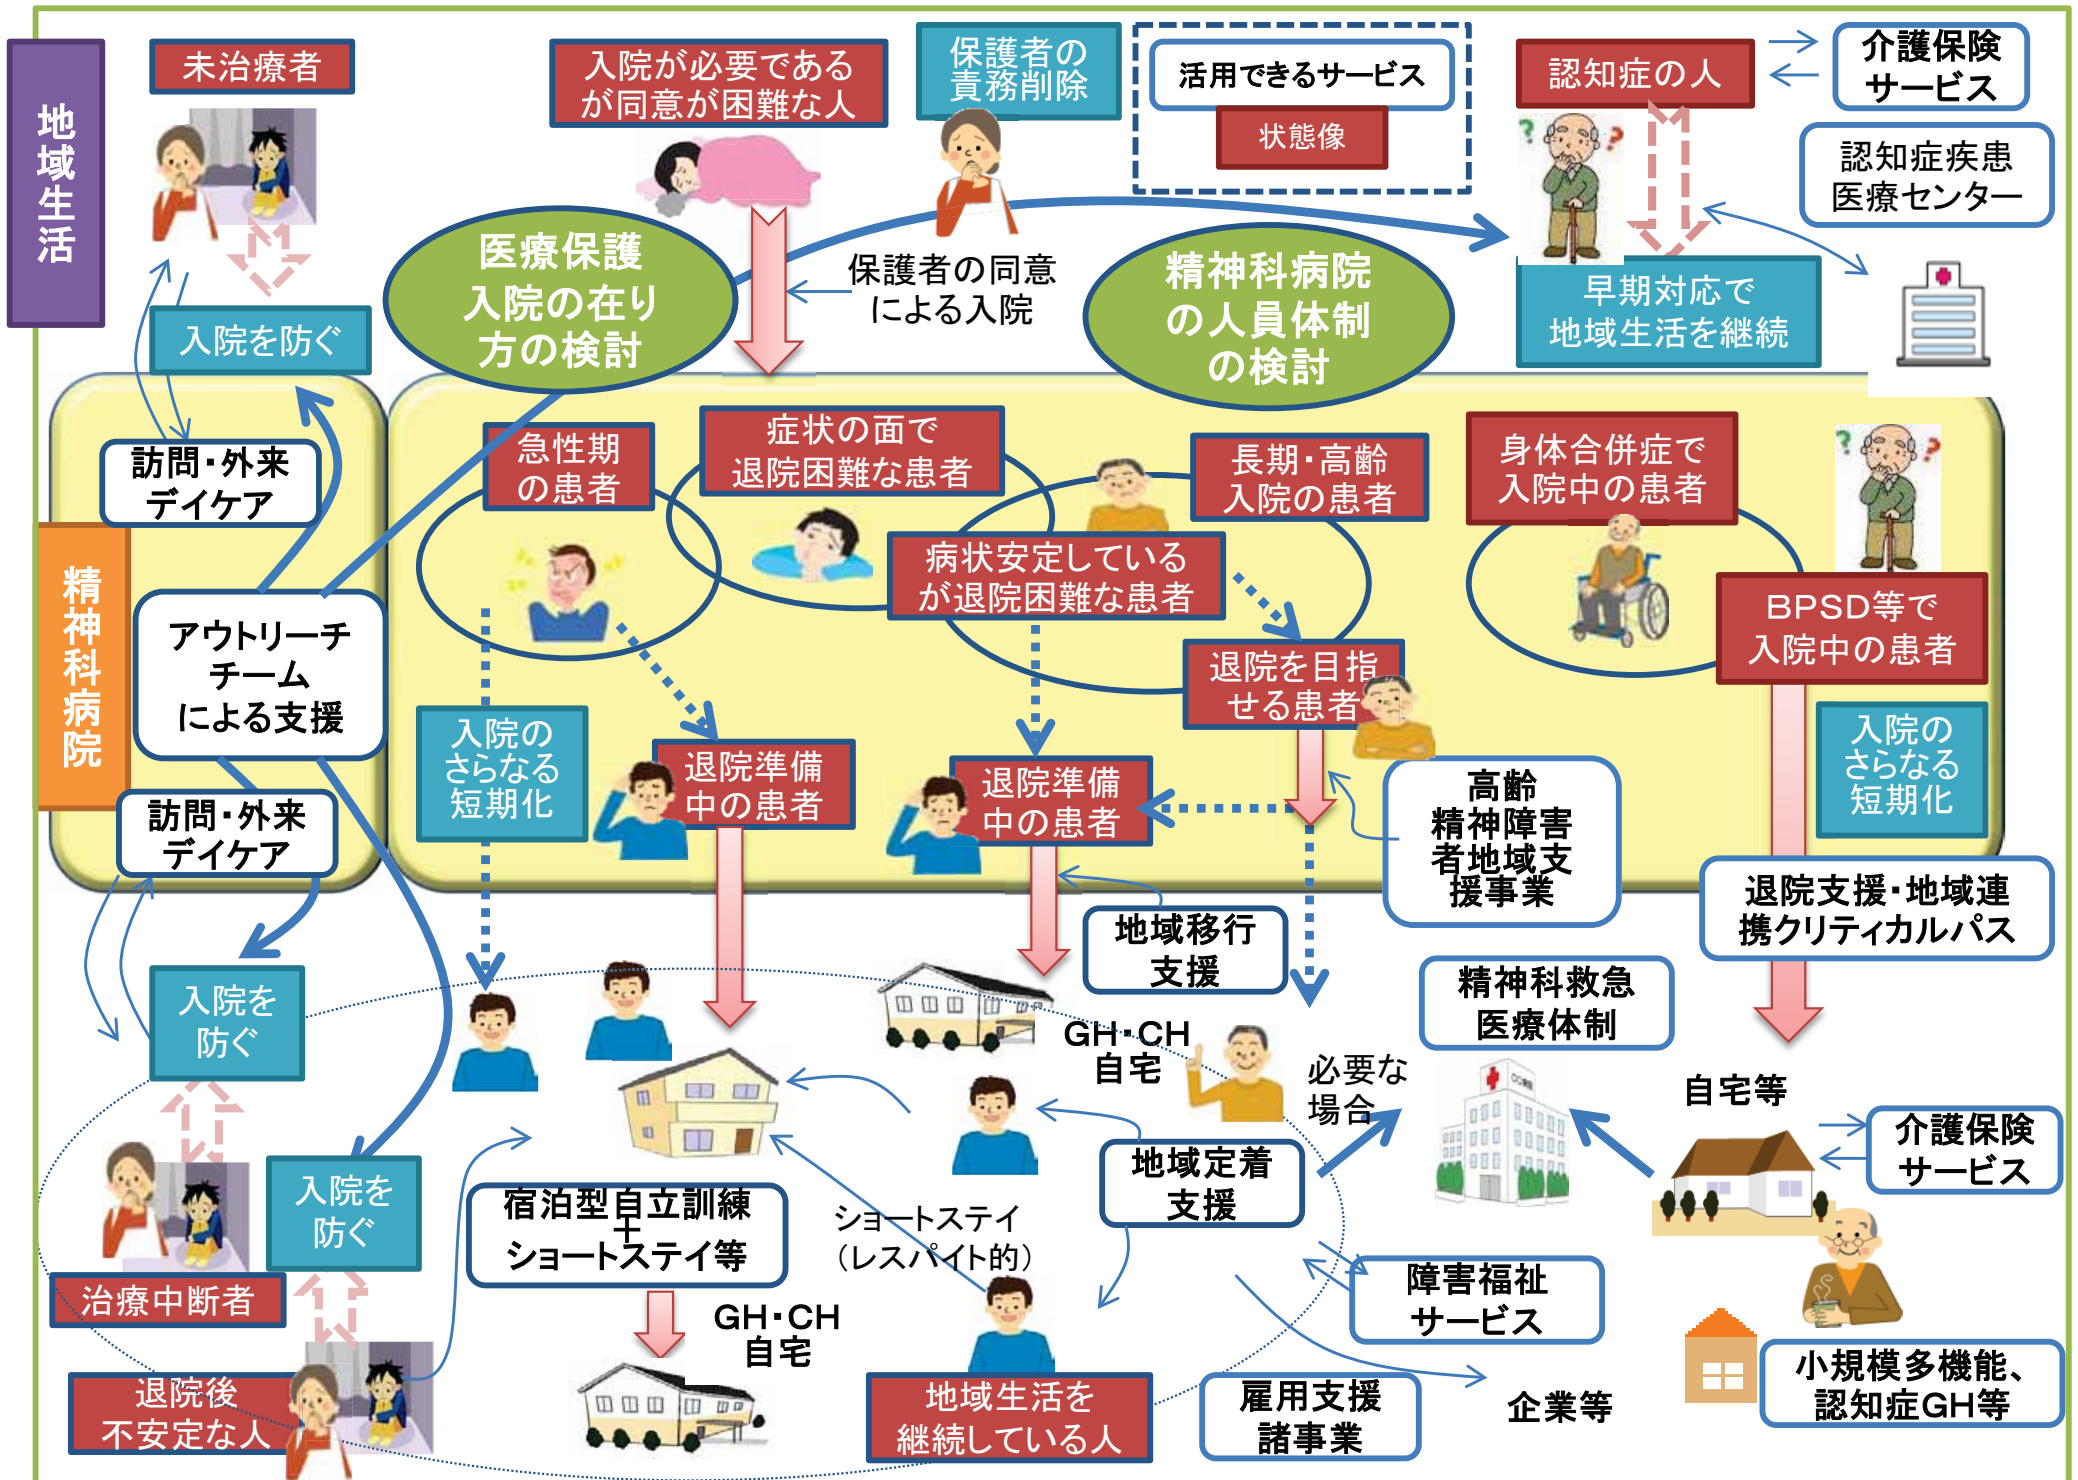 地域生活
未治療者
入院が必要である
が同意が困難な人
保護者の
責務削除
活用できるサービス
状態像
認知症の人
介護保険
サービス
認知症疾患
医療センター
医療保護
入院の在り
方の検討
保護者の同意
による入院
精神科病院
の人員体制
の検討
早期対応で
地域生活を継続
入院を防ぐ
精神科病院
訪問・外来
デイケア
急性期
の患者
症状の面で
退院困難な患者
長期・高齢
入院の患者
身体合併症で
入院中の患者
病状安定している
が退院困難な患者
BPSD等で
入院中の患者
アウトリーチ
チーム
による支援
退院を目指
せる患者
入院の
さらなる
短期化
退院準備
中の患者
退院準備
中の患者
高齢
精神障害
者地域支
援事業
入院の
さらなる
短期化
訪問・外来
デイケア
退院支援・地域連
携クリティカルパス
地域移行
支援
精神科救急
医療体制
入院を
防ぐ
GH・CH
自宅
必要な
場合
自宅等
介護保険
サービス
地域定着
支援
入院を
防ぐ
宿泊型自立訓練
+
ショートステイ等
ショートステイ
（レスパイト的）
障害福祉
サービス
治療中断者
GH・CH
自宅
小規模多機能、
認知症GH等
退院後
不安定な人
地域生活を
継続している人
雇用支援
諸事業
企業等
○○病院